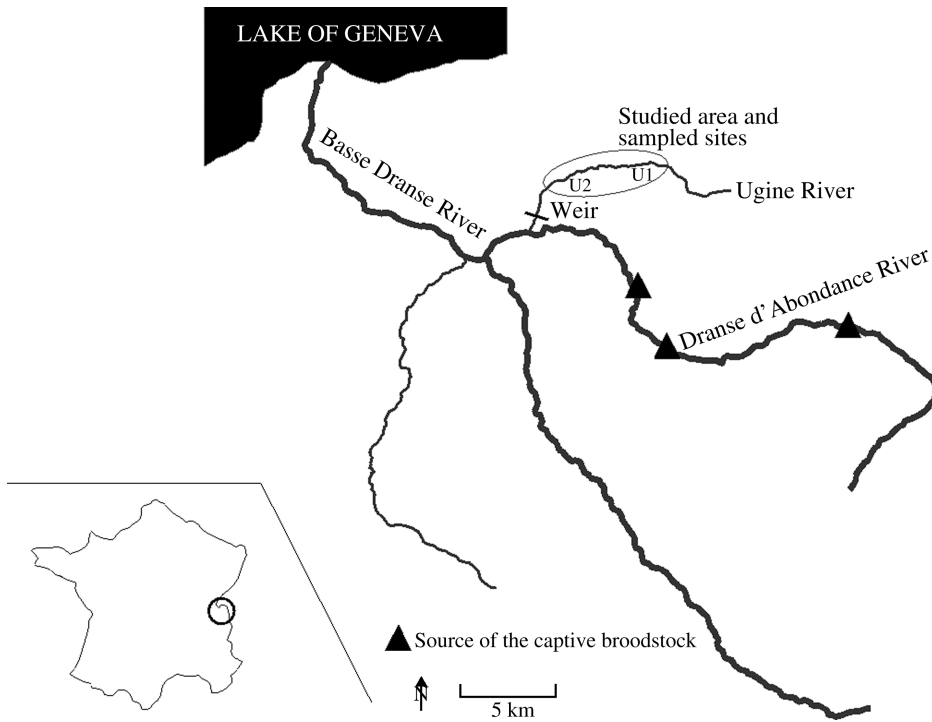 LAKE OF GENEVA
Studied area and
sampled sites
Basse Dranse River
U1
U2
Ugine River
Weir
Dranse d’Abondance River
Source of the captive broodstock
N
5 km